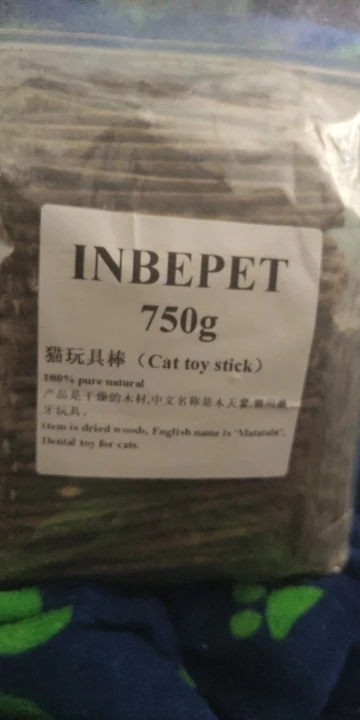 INBEPET
750g
猫玩具棒（Cat toy stick）
100% pure natural
产品是干燥的木材,中文名称是木天蓼,猫用磨
牙玩具.
item is dried woods, English name is 'Matatabi',
Dental toy for cats.